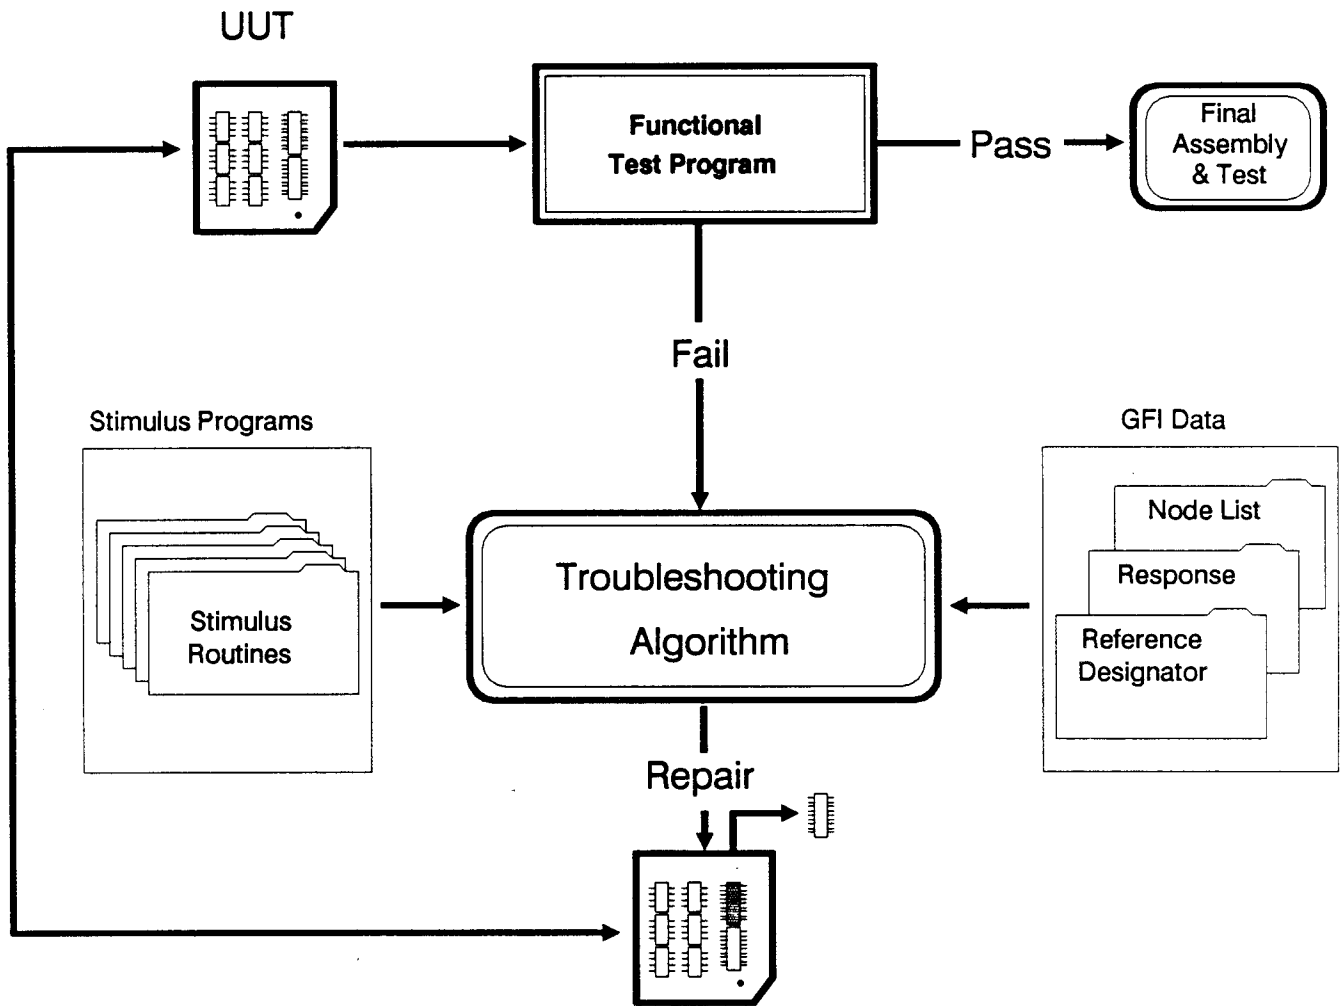 UUT
Functional
Test Program
Pass
Final
Assembly
& Test
Fail
Stimulus Programs
GFI Data
Stimulus
Routines
Troubleshooting
Algorithm
Node List
Response
Reference
Designator
Repair